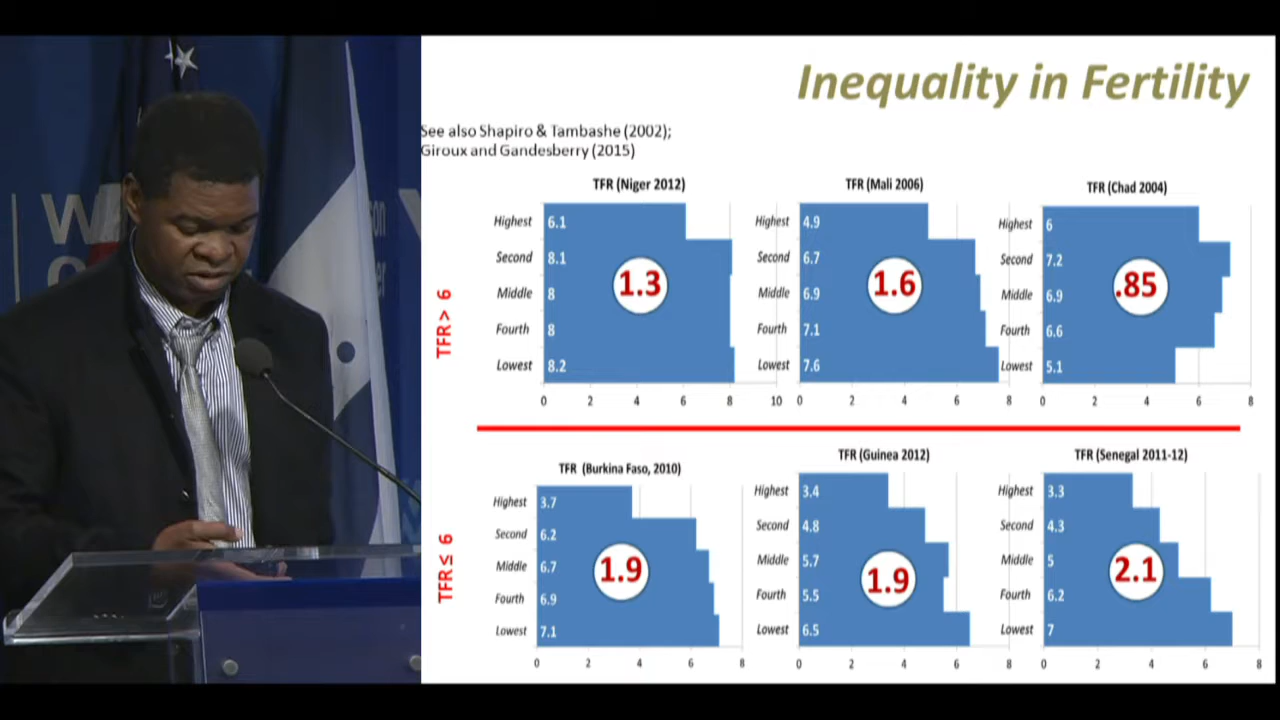 Inequality in Fertility
See also Shapiro & Tambashe (2002);
Giroux and Gandesberry (2015)
TFR > 6
TFR (Niger 2012)
Highest 6.1
Second 8.1
Middle 8
Fourth 8
Lowest 8.2
1.3
0 2 4 6 8 10
TFR (Mali 2006)
Highest 4.9
Second 6.7
Middle 6.9
Fourth 7.1
Lowest 7.6
1.6
0 2 4 6 8
TFR (Chad 2004)
Highest 6
Second 7.2
Middle 6.9
Fourth 6.6
Lowest 5.1
.85
0 2 4 6 8
TFR ≤ 6
TFR (Burkina Faso, 2010)
Highest 3.7
Second 6.2
Middle 6.7
Fourth 6.9
Lowest 7.1
1.9
0 2 4 6 8
TFR (Guinea 2012)
Highest 3.4
Second 4.8
Middle 5.7
Fourth 5.5
Lowest 6.5
1.9
0 2 4 6 8
TFR (Senegal 2011-12)
Highest 3.3
Second 4.3
Middle 5
Fourth 6.2
Lowest 7
2.1
0 2 4 6 8